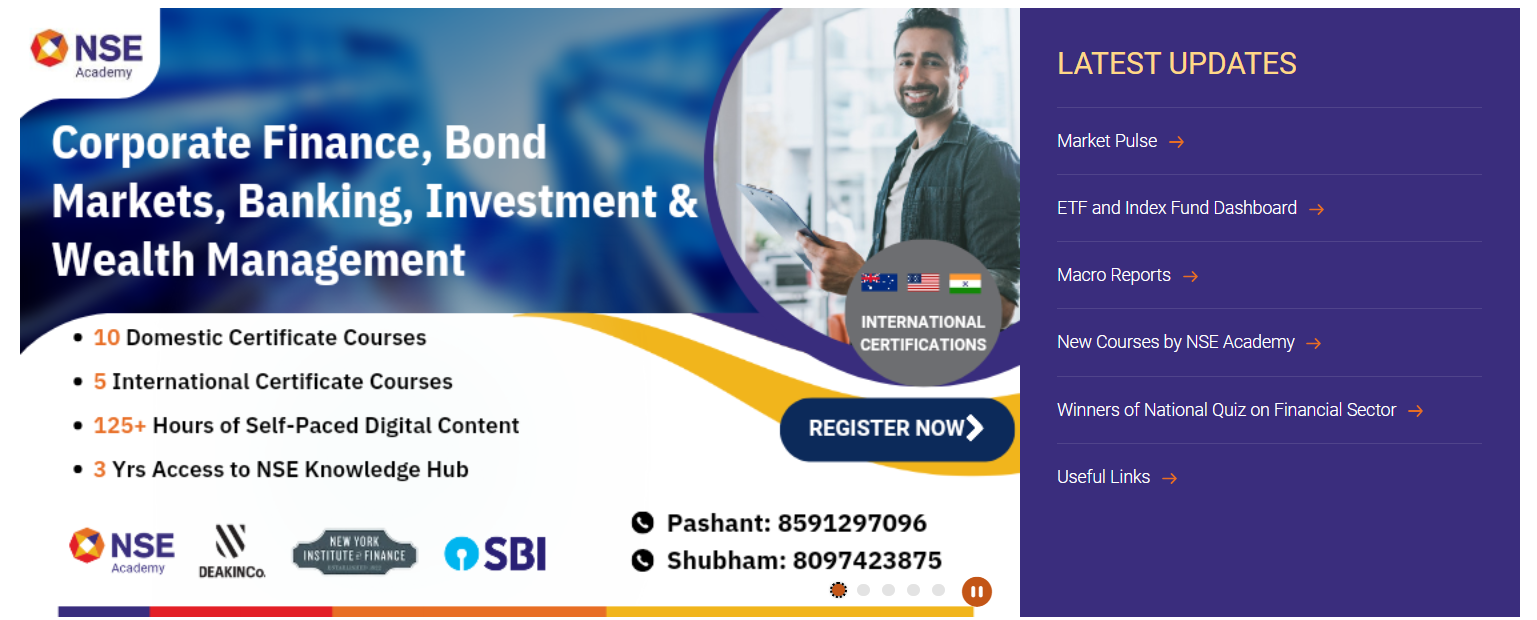 NSE
Academy
Corporate Finance, Bond
Markets, Banking, Investment &
Wealth Management
INTERNATIONAL
CERTIFICATIONS
• 10 Domestic Certificate Courses
• 5 International Certificate Courses
• 125+ Hours of Self-Paced Digital Content
• 3 Yrs Access to NSE Knowledge Hub
REGISTER NOW
NSE
Academy
DEAKINCo.
NEW YORK
INSTITUTE OF FINANCE
SBI
Pashant: 8591297096
Shubham: 8097423875
LATEST UPDATES
Market Pulse →
ETF and Index Fund Dashboard →
Macro Reports →
New Courses by NSE Academy →
Winners of National Quiz on Financial Sector →
Useful Links →